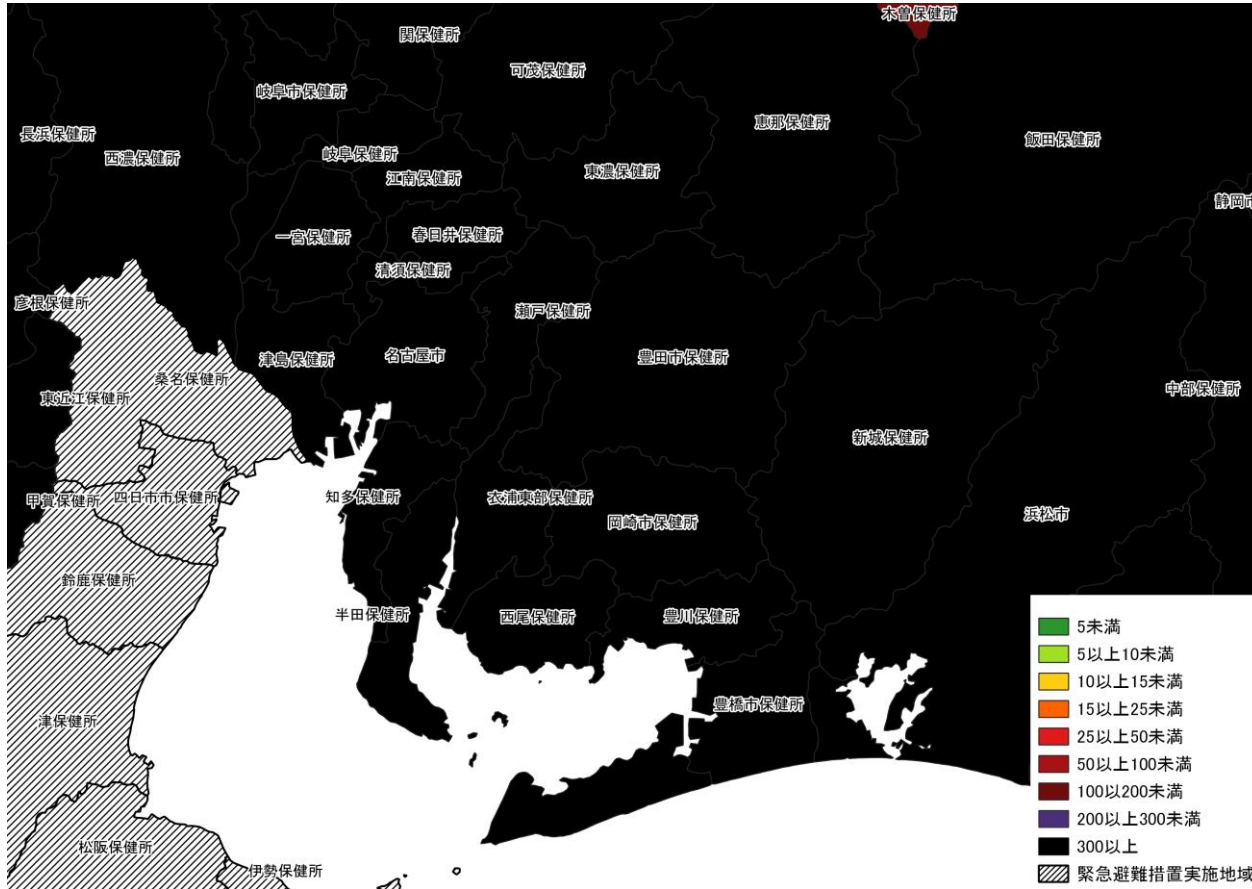 木曽保健所
関保健所
可茂保健所
岐阜市保健所
恵那保健所
長浜保健所
西濃保健所
飯田保健所
岐阜保健所
東濃保健所
江南保健所
静岡市
一宮保健所
春日井保健所
清須保健所
彦根保健所
瀬戸保健所
津島保健所
名古屋市
豊田市保健所
桑名保健所
東近江保健所
中部保健所
新城保健所
甲賀保健所
四日市市保健所
知多保健所
衣浦東部保健所
岡崎市保健所
浜松市
鈴鹿保健所
半田保健所
西尾保健所
豊川保健所
津保健所
豊橋市保健所
松阪保健所
伊勢保健所
5未満
5以上10未満
10以上15未満
15以上25未満
25以上50未満
50以上100未満
100以200未満
200以上300未満
300以上
緊急避難措置実施地域